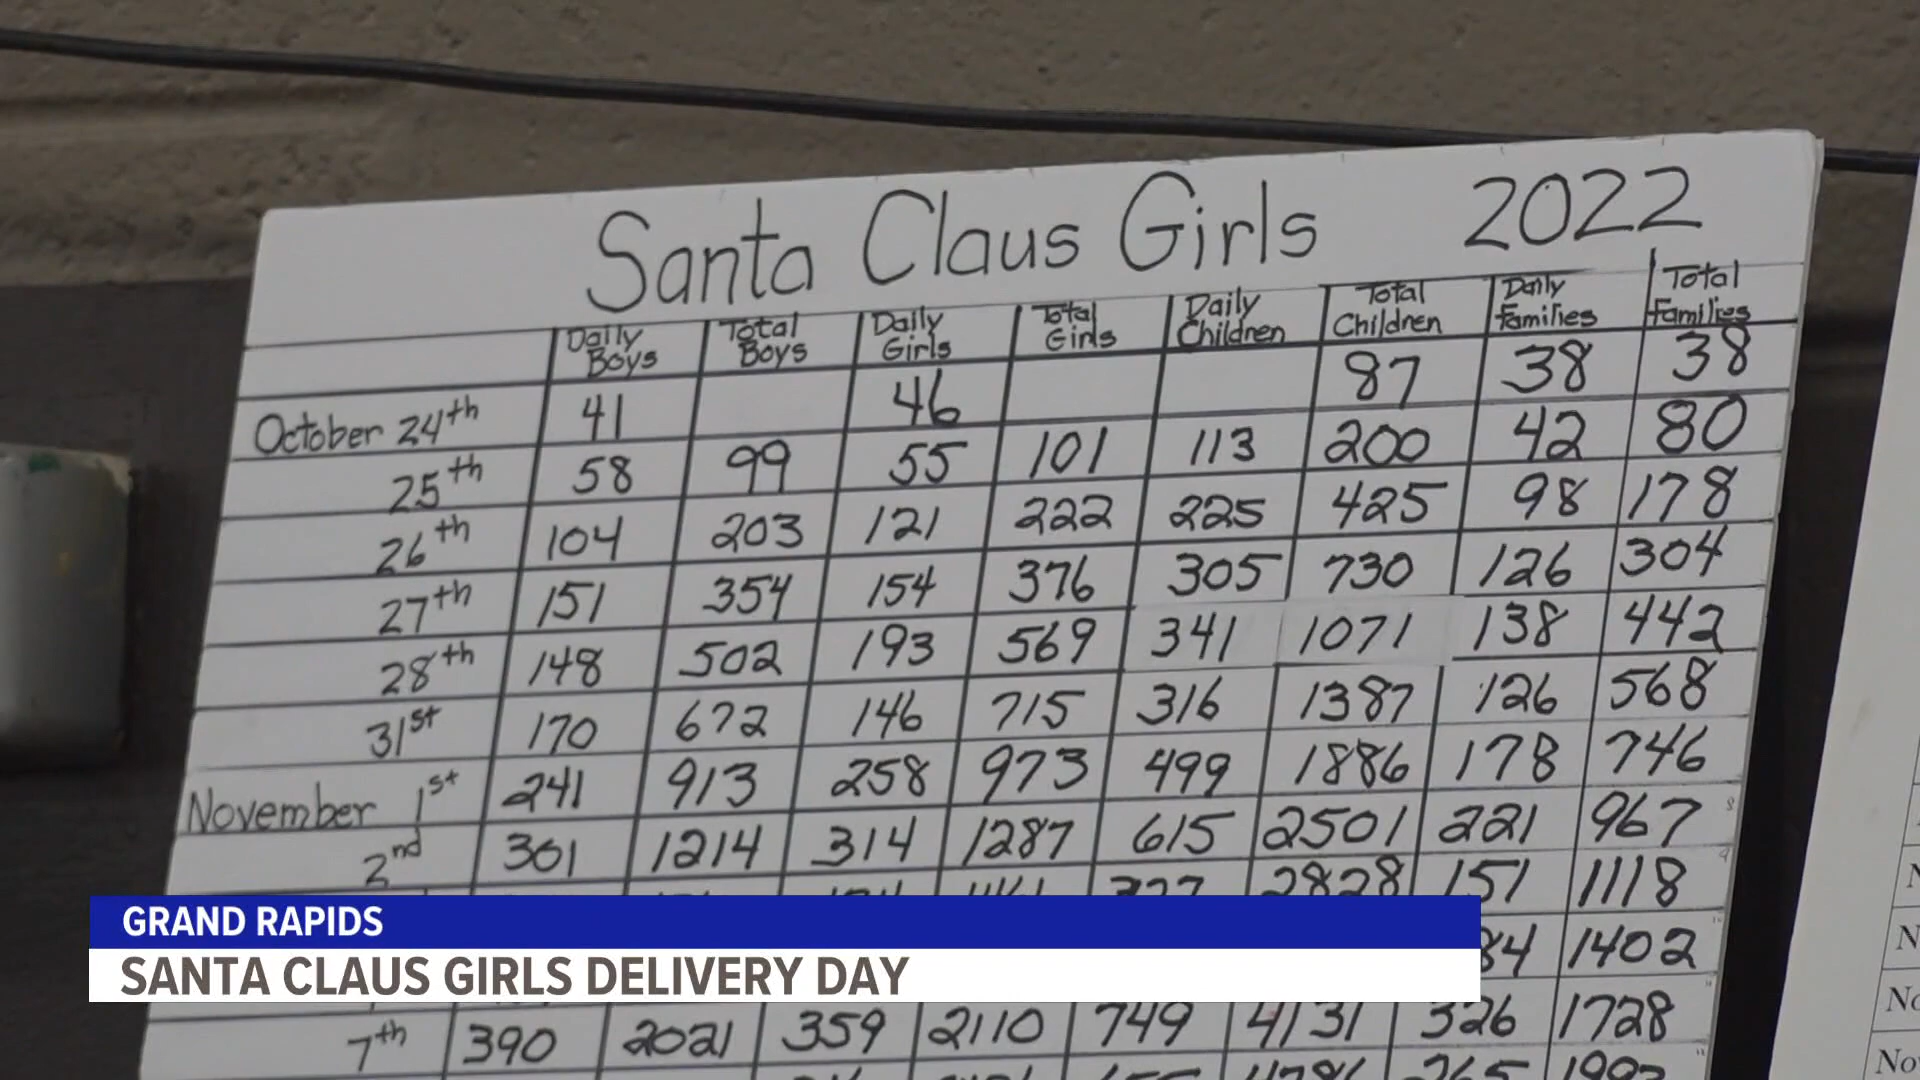 Santa Claus Girls 2022
Daily Boys Total Boys Daily Girls Total Girls Daily Children Total Children Daily Families Total Families
October 24th 41 46 87 38 38
25th 58 99 55 101 113 200 42 80
26th 104 203 121 222 225 425 98 178
27th 151 354 154 376 305 730 126 304
28th 148 502 193 569 341 1071 138 442
31st 170 672 146 715 316 1387 126 568
November 1st 241 913 258 973 499 1886 178 746
2nd 301 1214 314 1287 615 2501 221 967
2828 151 1118
84 1402
7th 390 2021 359 2110 749 4131 326 1728
GRAND RAPIDS
SANTA CLAUS GIRLS DELIVERY DAY